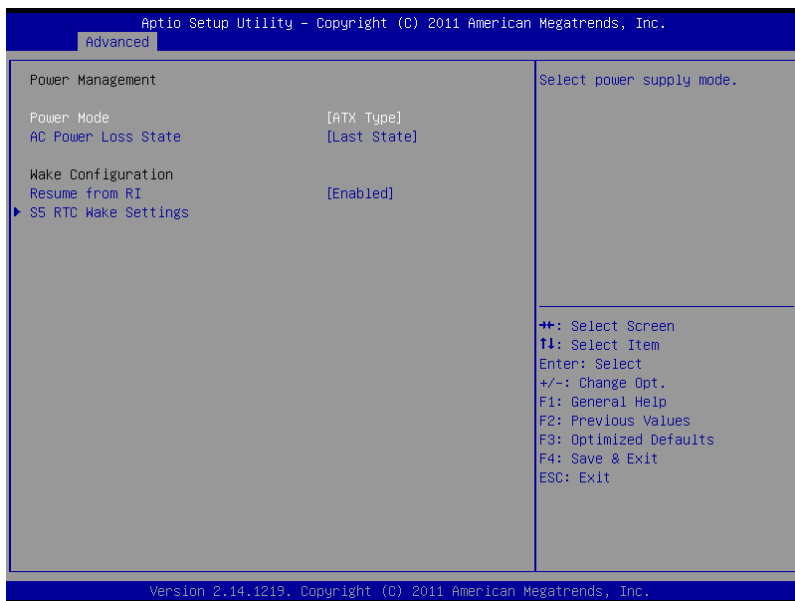 Aptio Setup Utility – Copyright (C) 2011 American Megatrends, Inc.
Advanced
Power Management
Power Mode [ATX Type]
AC Power Loss State [Last State]
Wake Configuration
Resume from RI [Enabled]
▶ S5 RTC Wake Settings
Select power supply mode.
→←: Select Screen
↑↓: Select Item
Enter: Select
+/-: Change Opt.
F1: General Help
F2: Previous Values
F3: Optimized Defaults
F4: Save & Exit
ESC: Exit
Version 2.14.1219. Copyright (C) 2011 American Megatrends, Inc.